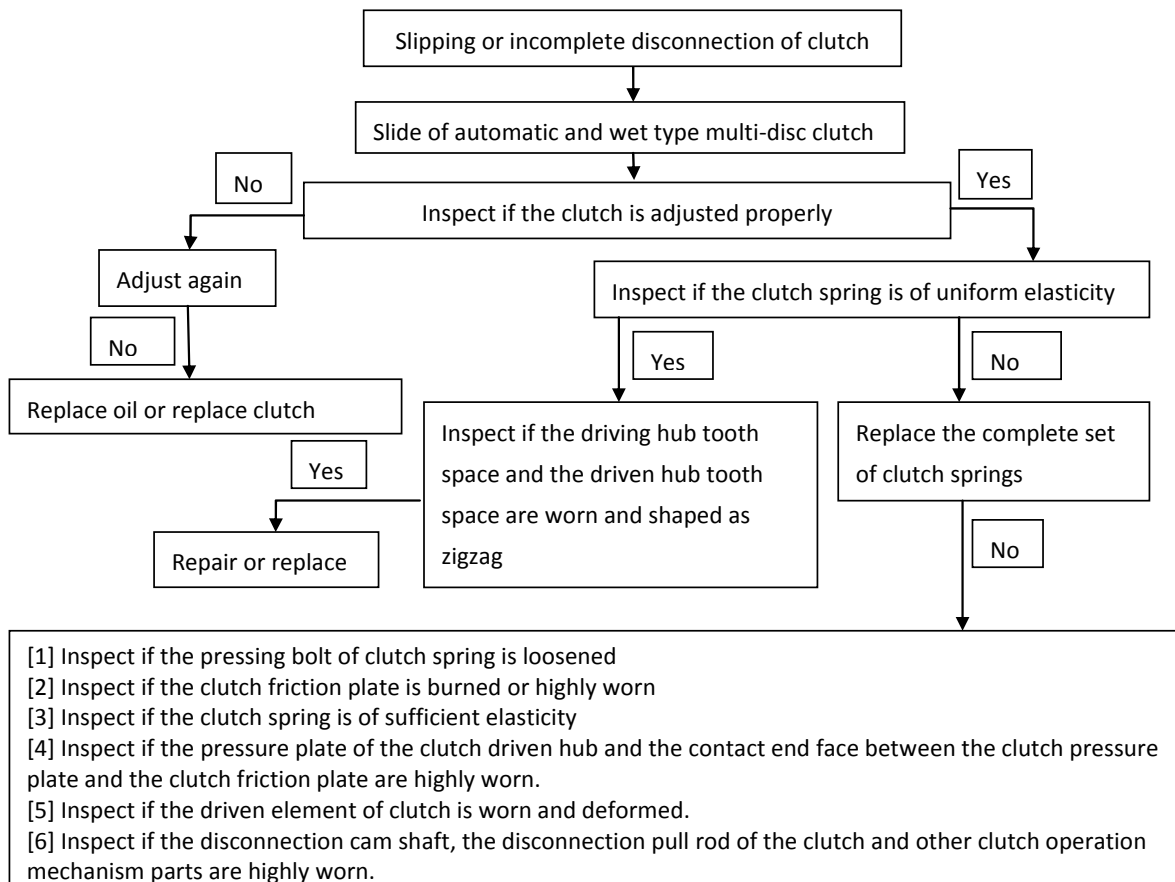 Slipping or incomplete disconnection of clutch
Slide of automatic and wet type multi-disc clutch
No
Yes
Inspect if the clutch is adjusted properly
Adjust again
Inspect if the clutch spring is of uniform elasticity
No
Yes
No
Replace oil or replace clutch
Inspect if the driving hub tooth
space and the driven hub tooth
space are worn and shaped as
zigzag
Replace the complete set
of clutch springs
Yes
Repair or replace
No
[1] Inspect if the pressing bolt of clutch spring is loosened
[2] Inspect if the clutch friction plate is burned or highly worn
[3] Inspect if the clutch spring is of sufficient elasticity
[4] Inspect if the pressure plate of the clutch driven hub and the contact end face between the clutch pressure
plate and the clutch friction plate are highly worn.
[5] Inspect if the driven element of clutch is worn and deformed.
[6] Inspect if the disconnection cam shaft, the disconnection pull rod of the clutch and other clutch operation
mechanism parts are highly worn.